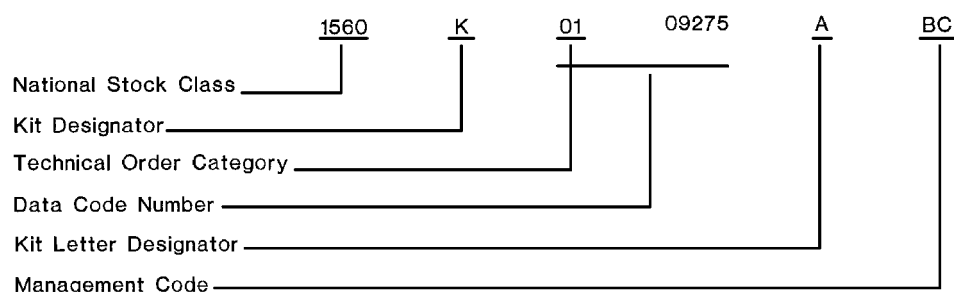 1560 K 01 09275 A BC
National Stock Class
Kit Designator
Technical Order Category
Data Code Number
Kit Letter Designator
Management Code